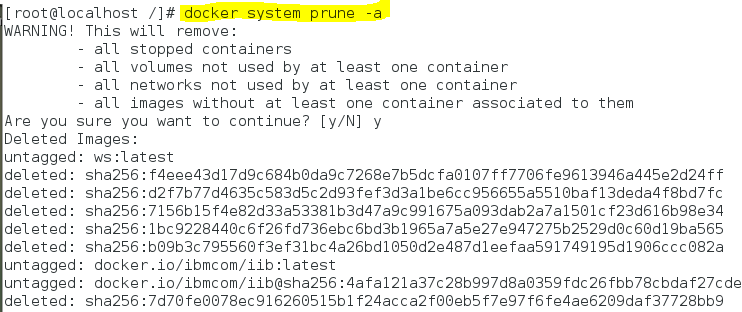 [root@localhost /]# docker system prune -a
WARNING! This will remove:
        - all stopped containers
        - all volumes not used by at least one container
        - all networks not used by at least one container
        - all images without at least one container associated to them
Are you sure you want to continue? [y/N] y
Deleted Images:
untagged: ws:latest
deleted: sha256:f4eee43d17d9c684b0da9c7268e7b5dcfa0107ff7706fe9613946a445e2d24ff
deleted: sha256:d2f7b77d4635c583d5c2d93fef3d3a1be6cc956655a5510baf13deda4f8bd7fc
deleted: sha256:7156b15f4e82d33a53381b3d47a9c991675a093dab2a7a1501cf23d616b98e34
deleted: sha256:1bc9228440c6f26fd736ebc6bd3b1965a7a5e27e947275b2529d0c60d19ba565
deleted: sha256:b09b3c795560f3ef31bc4a26bd1050d2e487d1eefaa591749195d1906ccc082a
untagged: docker.io/ibmcom/iib:latest
untagged: docker.io/ibmcom/iib@sha256:4afa121a37c28b997d8a0359fdc26fbb78cbdaf27cde
deleted: sha256:7d70fe0078ec916260515b1f24acca2f00eb5f7e97f6fe4ae6209daf37728bb9